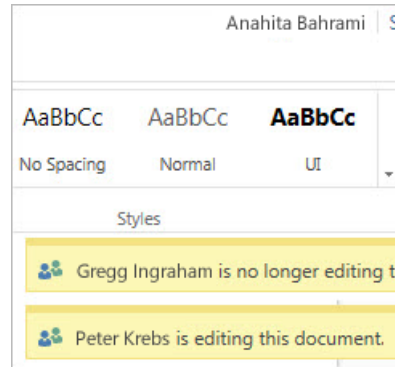 Anahita Bahrami
AaBbCc AaBbCc AaBbCc
No Spacing Normal UI
Styles
Gregg Ingraham is no longer editing
Peter Krebs is editing this document.